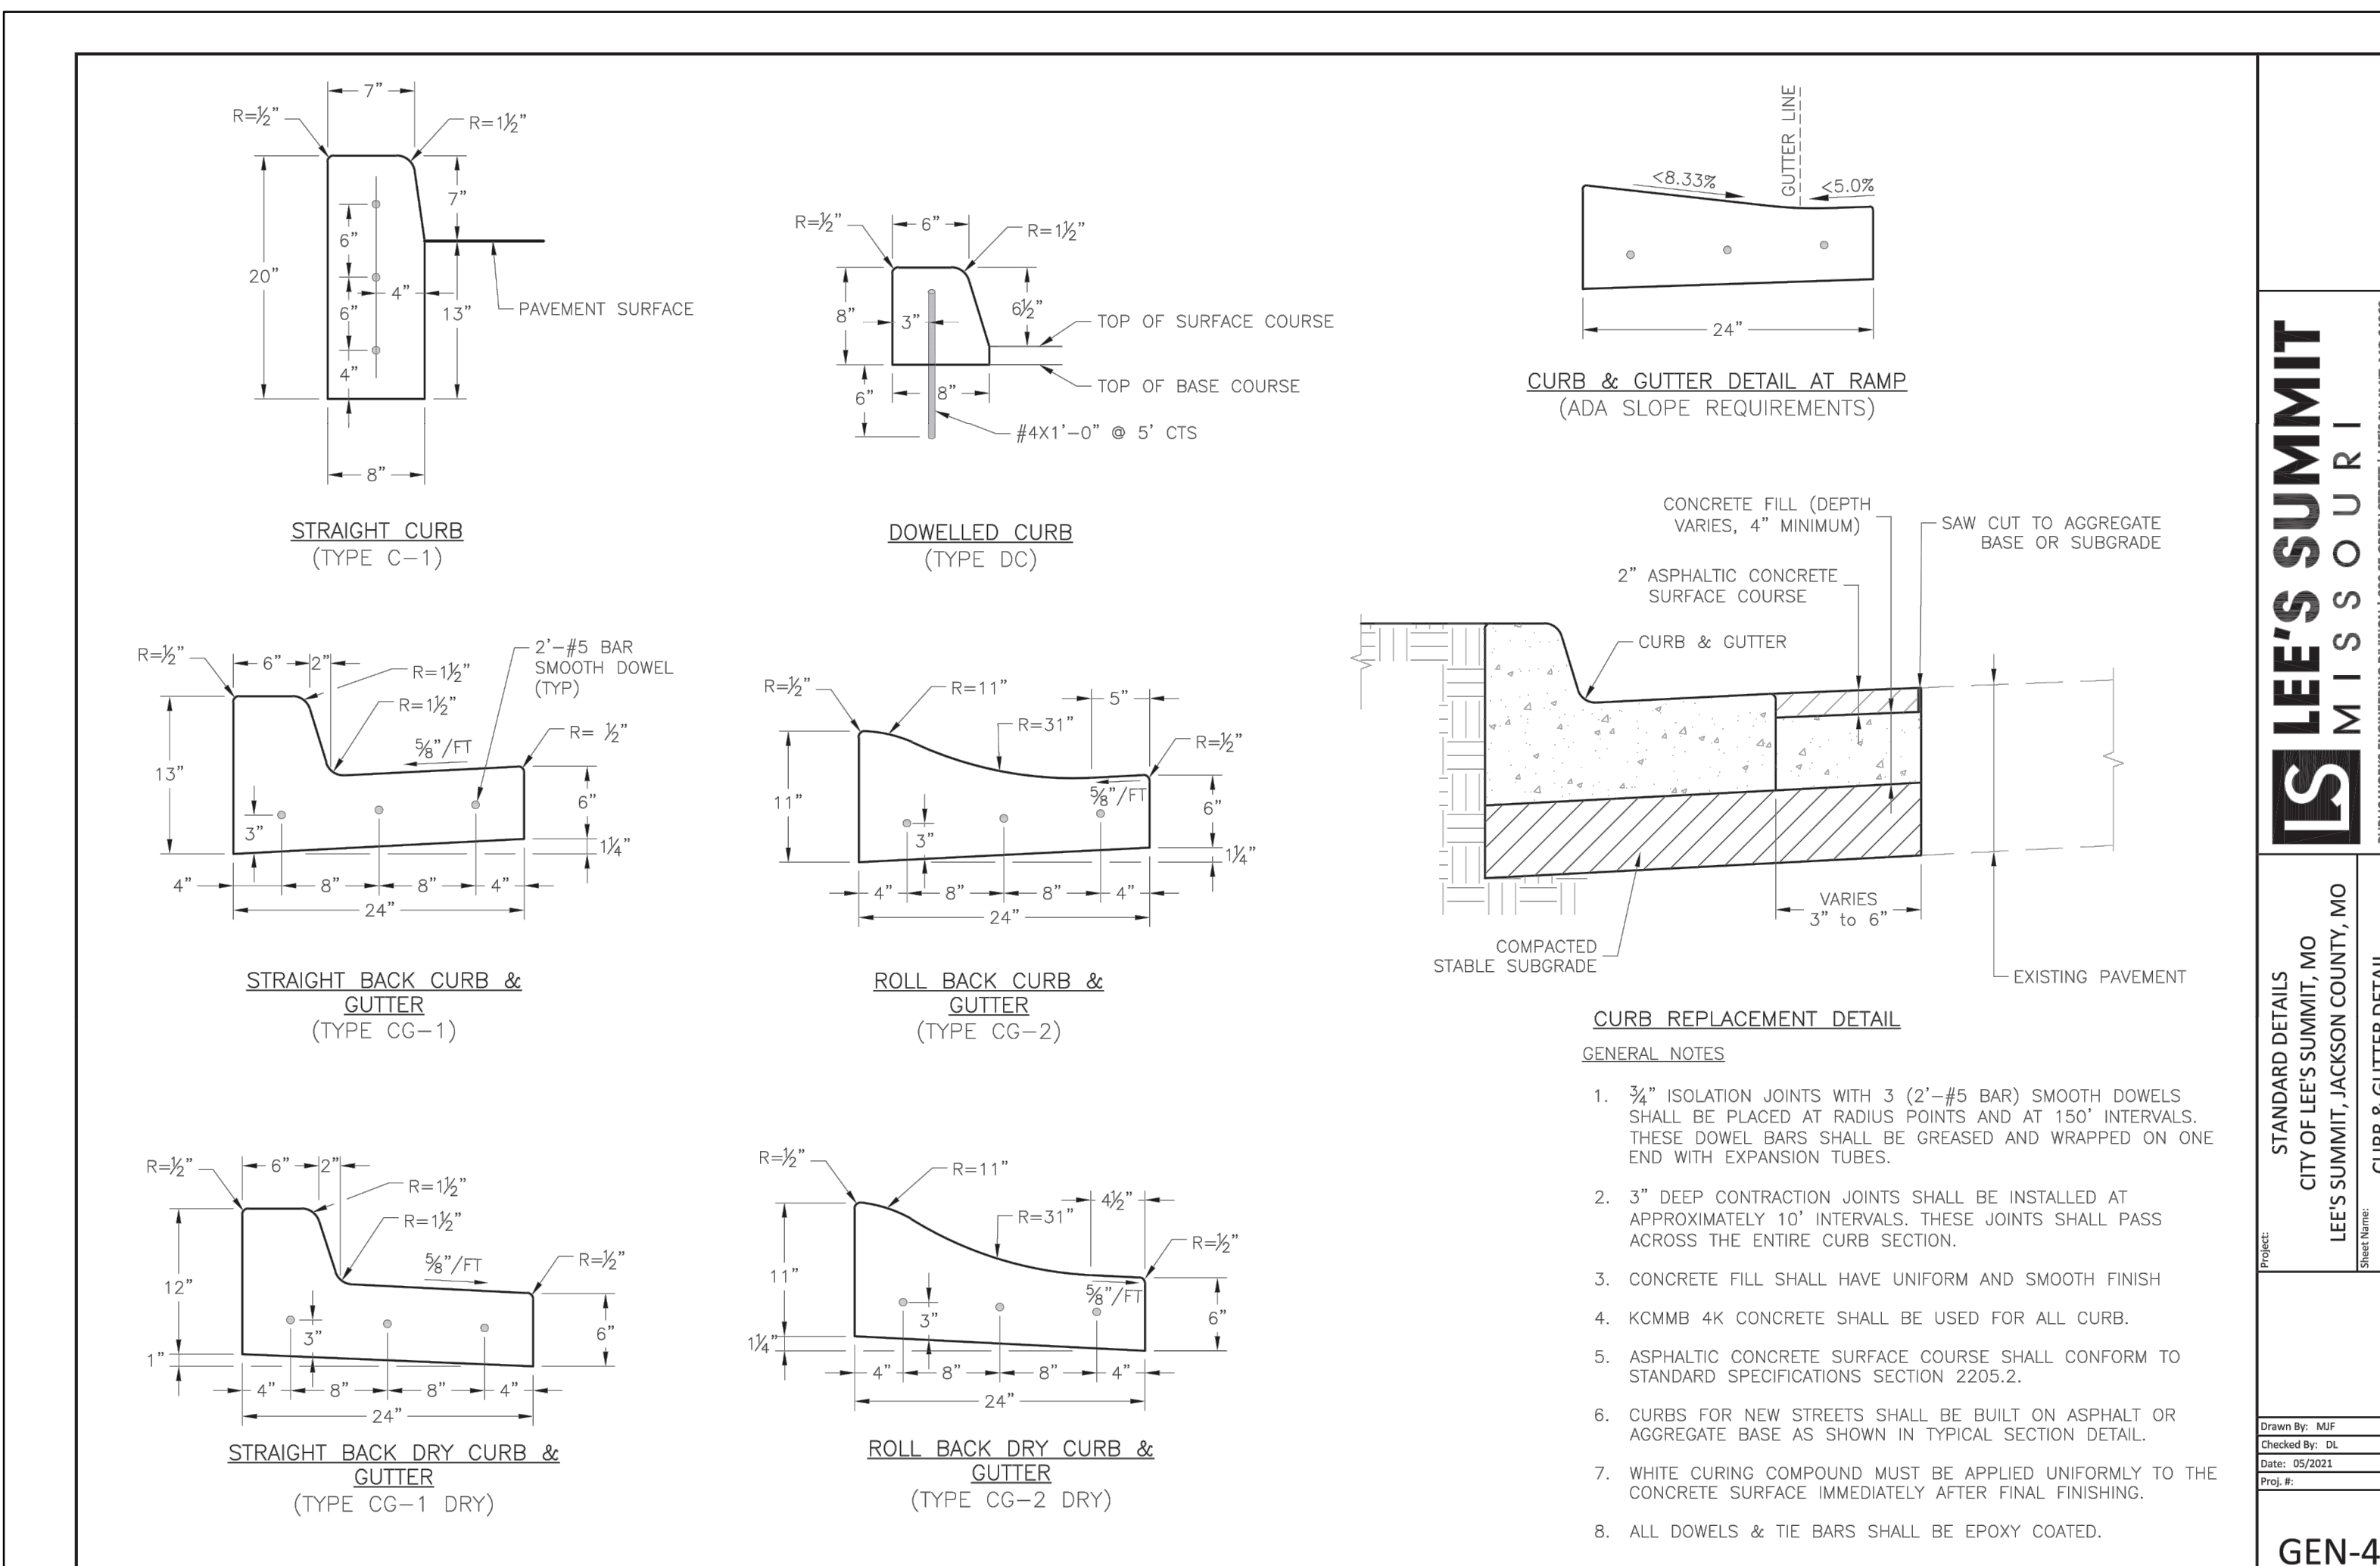 7"
R=½"
R=1½"
7"
6"
20"
4"
6"
13"
4"
PAVEMENT SURFACE
8"
STRAIGHT CURB
(TYPE C-1)
R=½"
6"
R=1½"
8"
3"
6½"
TOP OF SURFACE COURSE
TOP OF BASE COURSE
6"
8"
#4X1'-0" @ 5' CTS
DOWELLED CURB
(TYPE DC)
GUTTER LINE
<8.33%
<5.0%
24"
CURB & GUTTER DETAIL AT RAMP
(ADA SLOPE REQUIREMENTS)
R=½"
6"
2"
R=1½"
R=1½"
2'-#5 BAR
SMOOTH DOWEL
(TYP)
⅝"/FT
R= ½"
13"
3"
6"
1¼"
4"
8"
8"
4"
24"
STRAIGHT BACK CURB &
GUTTER
(TYPE CG-1)
R=½"
R=11"
R=31"
5"
R=½"
⅝"/FT
11"
3"
6"
1¼"
4"
8"
8"
4"
24"
ROLL BACK CURB &
GUTTER
(TYPE CG-2)
CONCRETE FILL (DEPTH
VARIES, 4" MINIMUM)
SAW CUT TO AGGREGATE
BASE OR SUBGRADE
2" ASPHALTIC CONCRETE
SURFACE COURSE
CURB & GUTTER
VARIES
3" to 6"
COMPACTED
STABLE SUBGRADE
EXISTING PAVEMENT
CURB REPLACEMENT DETAIL
R=½"
6"
2"
R=1½"
R=1½"
⅝"/FT
R=½"
12"
3"
6"
1"
4"
8"
8"
4"
24"
STRAIGHT BACK DRY CURB &
GUTTER
(TYPE CG-1 DRY)
R=½"
R=11"
R=31"
4½"
R=½"
⅝"/FT
11"
3"
6"
1¼"
4"
8"
8"
4"
24"
ROLL BACK DRY CURB &
GUTTER
(TYPE CG-2 DRY)
GENERAL NOTES
1. ¾" ISOLATION JOINTS WITH 3 (2'-#5 BAR) SMOOTH DOWELS
SHALL BE PLACED AT RADIUS POINTS AND AT 150' INTERVALS.
THESE DOWEL BARS SHALL BE GREASED AND WRAPPED ON ONE
END WITH EXPANSION TUBES.
2. 3" DEEP CONTRACTION JOINTS SHALL BE INSTALLED AT
APPROXIMATELY 10' INTERVALS. THESE JOINTS SHALL PASS
ACROSS THE ENTIRE CURB SECTION.
3. CONCRETE FILL SHALL HAVE UNIFORM AND SMOOTH FINISH
4. KCMMB 4K CONCRETE SHALL BE USED FOR ALL CURB.
5. ASPHALTIC CONCRETE SURFACE COURSE SHALL CONFORM TO
STANDARD SPECIFICATIONS SECTION 2205.2.
6. CURBS FOR NEW STREETS SHALL BE BUILT ON ASPHALT OR
AGGREGATE BASE AS SHOWN IN TYPICAL SECTION DETAIL.
7. WHITE CURING COMPOUND MUST BE APPLIED UNIFORMLY TO THE
CONCRETE SURFACE IMMEDIATELY AFTER FINAL FINISHING.
8. ALL DOWELS & TIE BARS SHALL BE EPOXY COATED.
LS LEE'S SUMMIT
MISSOURI
Project:
STANDARD DETAILS
CITY OF LEE'S SUMMIT, MO
LEE'S SUMMIT, JACKSON COUNTY, MO
Sheet Name:
CURB & GUTTER DETAIL
Drawn By: MJF
Checked By: DL
Date: 05/2021
Proj. #:
GEN-4